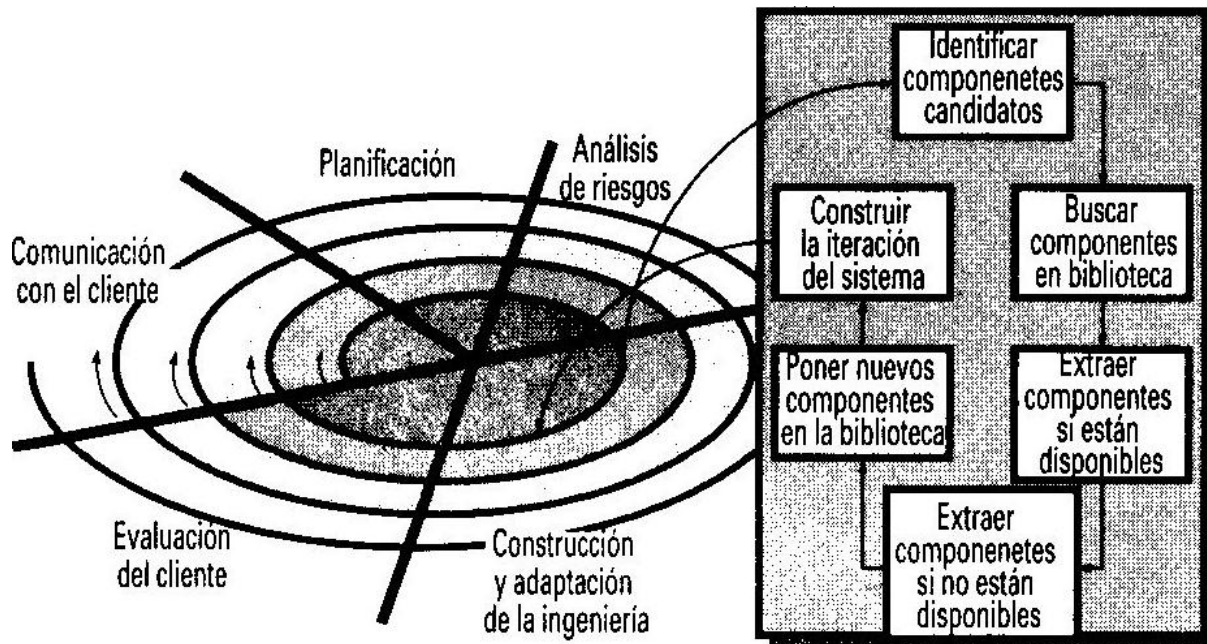 Planificación
Análisis
de riesgos
Comunicación
con el cliente
Evaluación
del cliente
Construcción
y adaptación
de la ingeniería
Identificar
componenetes
candidatos
Buscar
componentes
en biblioteca
Extraer
componentes
si están
disponibles
Extraer
componenetes
si no están
disponibles
Poner nuevos
componentes
en la biblioteca
Construir
la iteración
del sistema